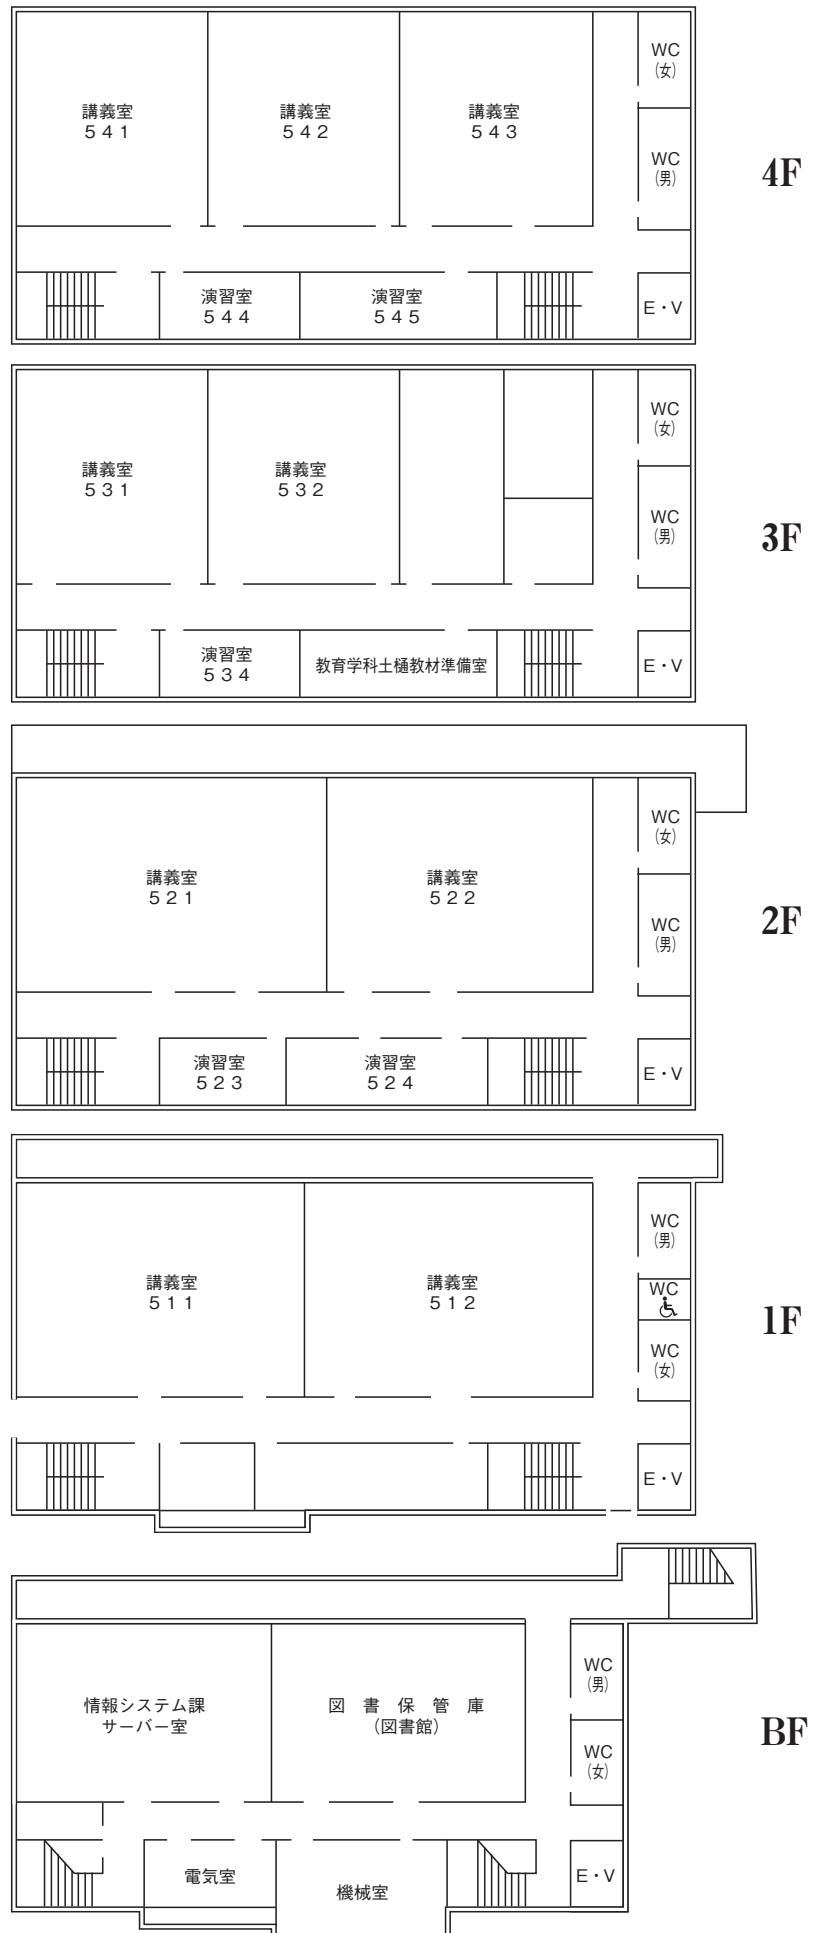 講義室
５４１
講義室
５４２
講義室
５４３
WC
(女)
WC
(男)
演習室
５４４
演習室
５４５
E・V
4F
講義室
５３１
講義室
５３２
WC
(女)
WC
(男)
演習室
５３４
教育学科土樋教材準備室
E・V
3F
講義室
５２１
講義室
５２２
WC
(女)
WC
(男)
演習室
５２３
演習室
５２４
E・V
2F
講義室
５１１
講義室
５１２
WC
(男)
WC
WC
(女)
E・V
1F
情報システム課
サーバー室
図 書 保 管 庫
(図書館)
WC
(男)
WC
(女)
電気室
機械室
E・V
BF